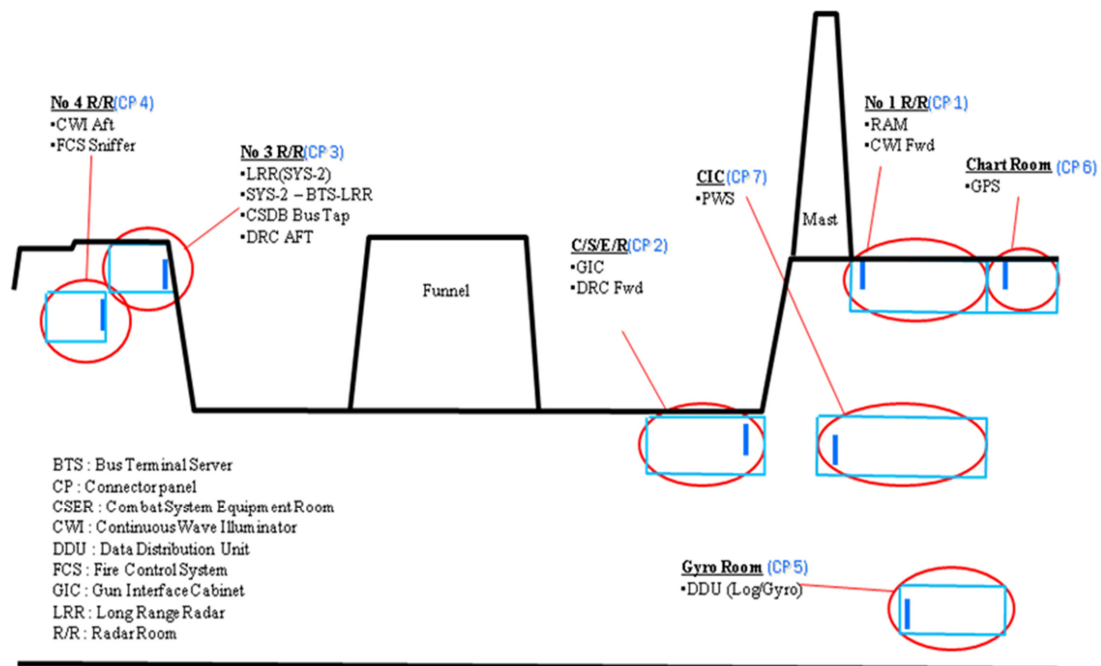 No 4 R/R(CP 4)
▪CWI Aft
▪FCS Sniffer
No 3 R/R(CP 3)
▪LRR(SYS-2)
▪SYS-2 – BTS-LRR
▪CSDB Bus Tap
▪DRC AFT
Funnel
C/S/E/R(CP 2)
▪GIC
▪DRC Fwd
CIC(CP 7)
▪PWS
Mast
No 1 R/R(CP 1)
▪RAM
▪CWI Fwd
Chart Room (CP 6)
▪GPS
Gyro Room (CP 5)
▪DDU (Log/Gyro)
BTS : Bus Terminal Server
CP : Connector panel
CSER : Combat System Equipment Room
CWI : Continuous Wave Illuminator
DDU : Data Distribution Unit
FCS : Fire Control System
GIC : Gun Interface Cabinet
LRR : Long Range Radar
R/R : Radar Room